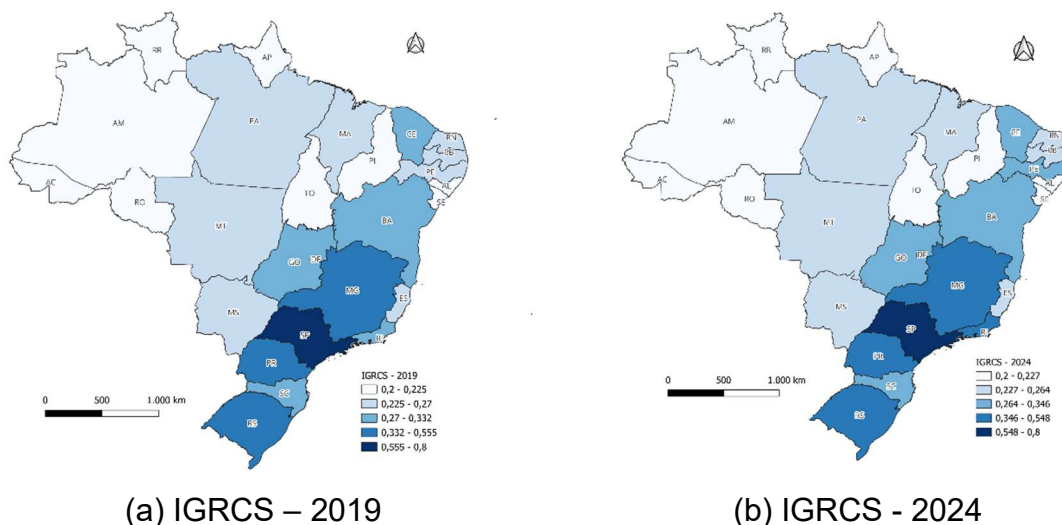 RR
AP
AM
PA
MA
CE
RN
PB
PE
PI
AL
SE
AC
RO
TO
MT
BA
GO
DF
MG
ES
MS
SP
RJ
PR
SC
RS
IGRCS - 2019
0,2 - 0,225
0,225 - 0,27
0,27 - 0,332
0,332 - 0,555
0,555 - 0,8
0 500 1.000 km
(a) IGRCS – 2019
RR
AP
AM
PA
MA
CE
RN
PB
PE
PI
AL
SE
AC
RO
TO
MT
BA
GO
DF
MG
ES
MS
SP
RJ
PR
SC
RS
IGRCS - 2024
0,2 - 0,227
0,227 - 0,264
0,264 - 0,346
0,346 - 0,548
0,548 - 0,8
0 500 1.000 km
(b) IGRCS - 2024